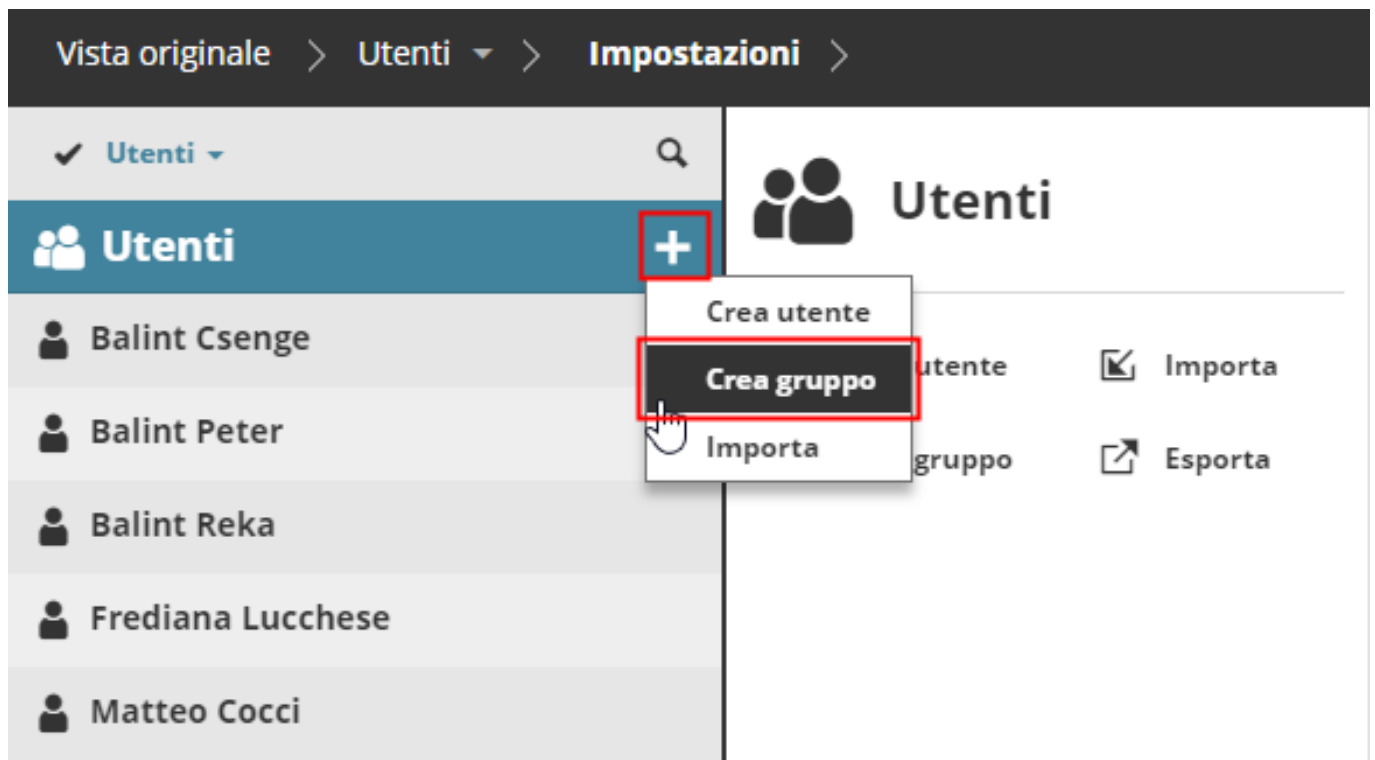 Vista originale > Utenti > Impostazioni >
Utenti
Utenti
Utenti
Crea utente
Crea gruppo
Importa
utente
Importa
gruppo
Esporta
Balint Csenge
Balint Peter
Balint Reka
Frediana Lucchese
Matteo Cocci